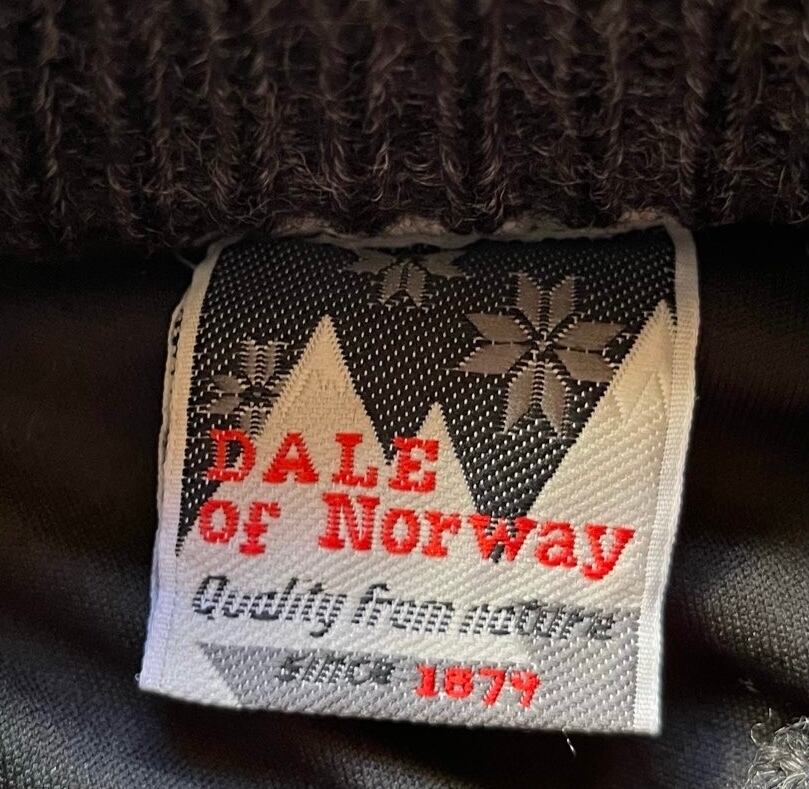 DALE
of Norway
Quality from nature
since 1879